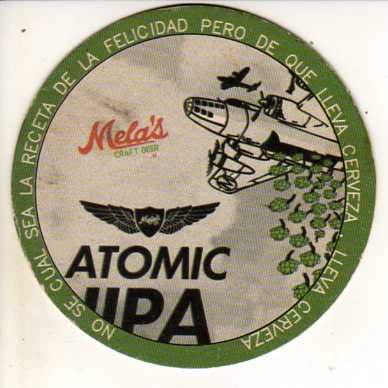 NO SE CUAL SEA LA RECETA DE LA FELICIDAD PERO DE QUE LLEVA CERVEZA LLEVA CERVEZA
Mela's
CRAFT BEER
ATOMIC
IIPA